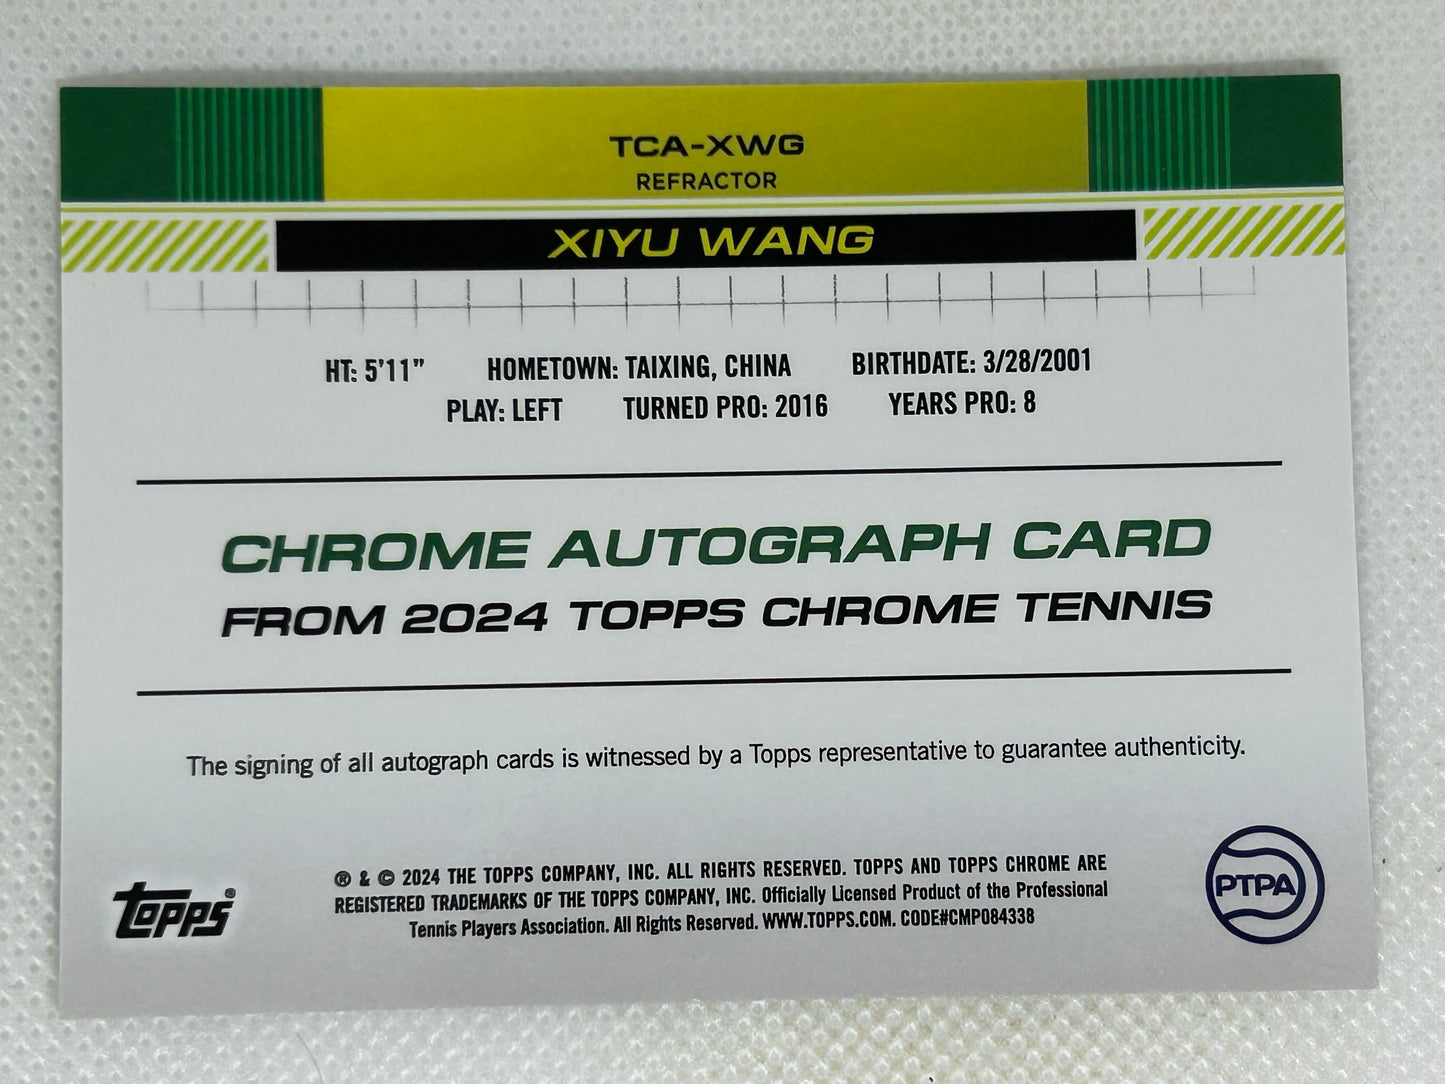 TCA-XWG
REFRACTOR
XIYU WANG
HT: 5'11" HOMETOWN: TAIXING, CHINA BIRTHDATE: 3/28/2001
PLAY: LEFT TURNED PRO: 2016 YEARS PRO: 8
CHROME AUTOGRAPH CARD
FROM 2024 TOPPS CHROME TENNIS
The signing of all autograph cards is witnessed by a Topps representative to guarantee authenticity.
topps®
® & © 2024 THE TOPPS COMPANY, INC. ALL RIGHTS RESERVED. TOPPS AND TOPPS CHROME ARE
REGISTERED TRADEMARKS OF THE TOPPS COMPANY, INC. Officially Licensed Product of the Professional
Tennis Players Association. All Rights Reserved. WWW.TOPPS.COM. CODE#CMP084338
PTPA